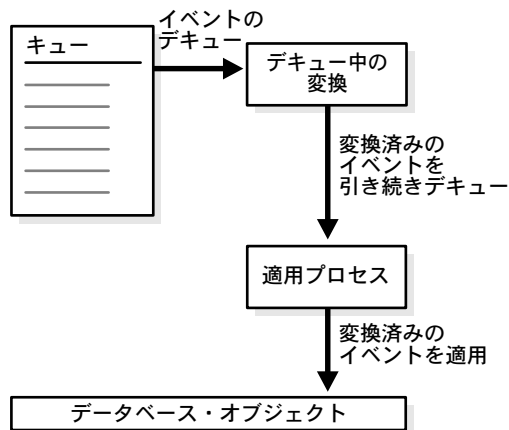 イベントの
デキュー
キュー
デキュー中の
変換
変換済みの
イベントを
引き続きデキュー
適用プロセス
変換済みの
イベントを適用
データベース・オブジェクト